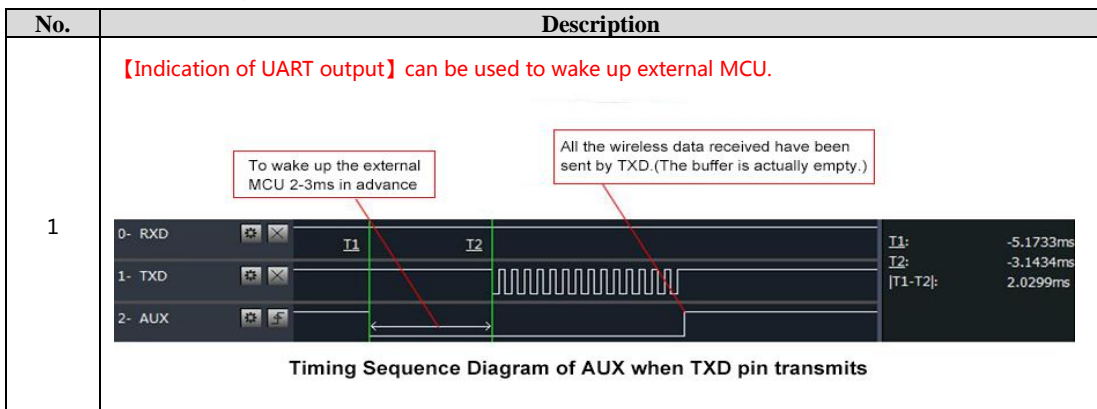 No. Description
【Indication of UART output】can be used to wake up external MCU.
All the wireless data received have been
sent by TXD.(The buffer is actually empty.)
To wake up the external
MCU 2-3ms in advance
1
0- RXD
T1 T2
T1: -5.1733ms
T2: -3.1434ms
1- TXD
|T1-T2|: 2.0299ms
2- AUX
Timing Sequence Diagram of AUX when TXD pin transmits